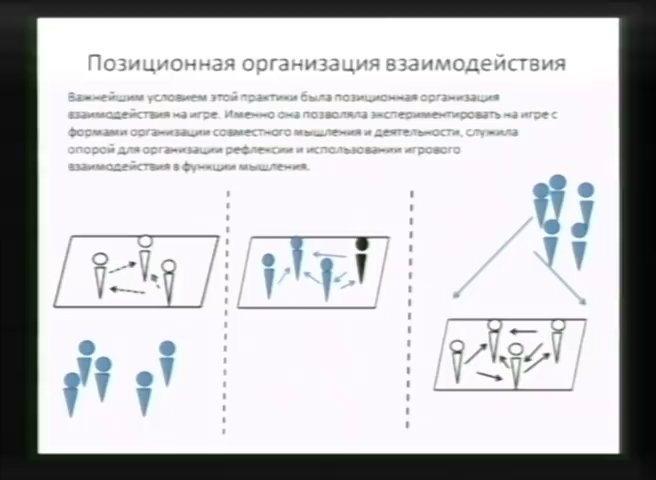 Позиционная организация взаимодействия
Важнейшим условием этой практики была позиционная организация
взаимодействия на игре. Именно она позволяла экспериментировать на игре с
формами организации совместного мышления и деятельности, служила
опорой для организации рефлексии и использовании игрового
взаимодействия в функции мышления.